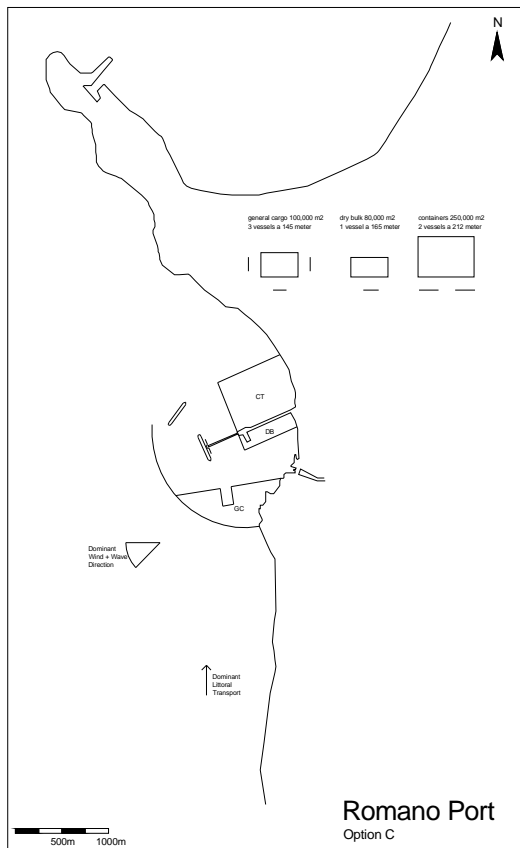 N
general cargo 100,000 m2
3 vessels a 145 meter
dry bulk 80,000 m2
1 vessel a 165 meter
containers 250,000 m2
2 vessels a 212 meter
CT
DB
GC
Dominant
Wind + Wave
Direction
Dominant
Littoral
Transport
Romano Port
Option C
500m 1000m